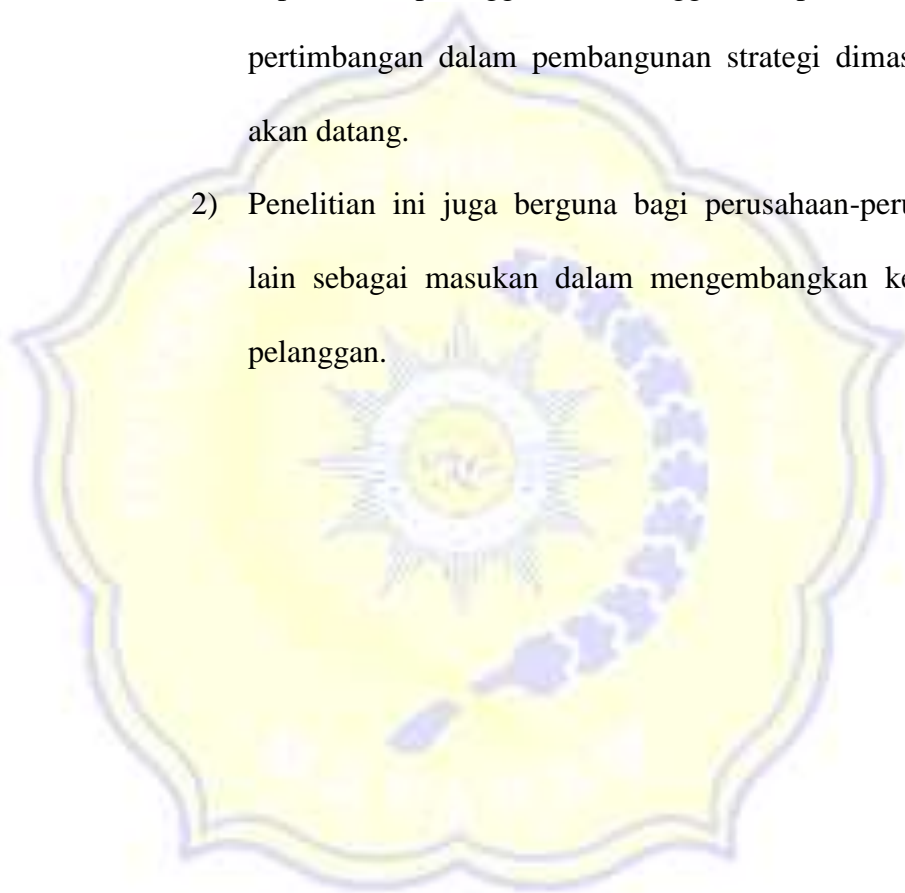 pertimbangan dalam pembangunan strategi dimas
akan datang.
2) Penelitian ini juga berguna bagi perusahaan-peru
lain sebagai masukan dalam mengembangkan ke
pelanggan.